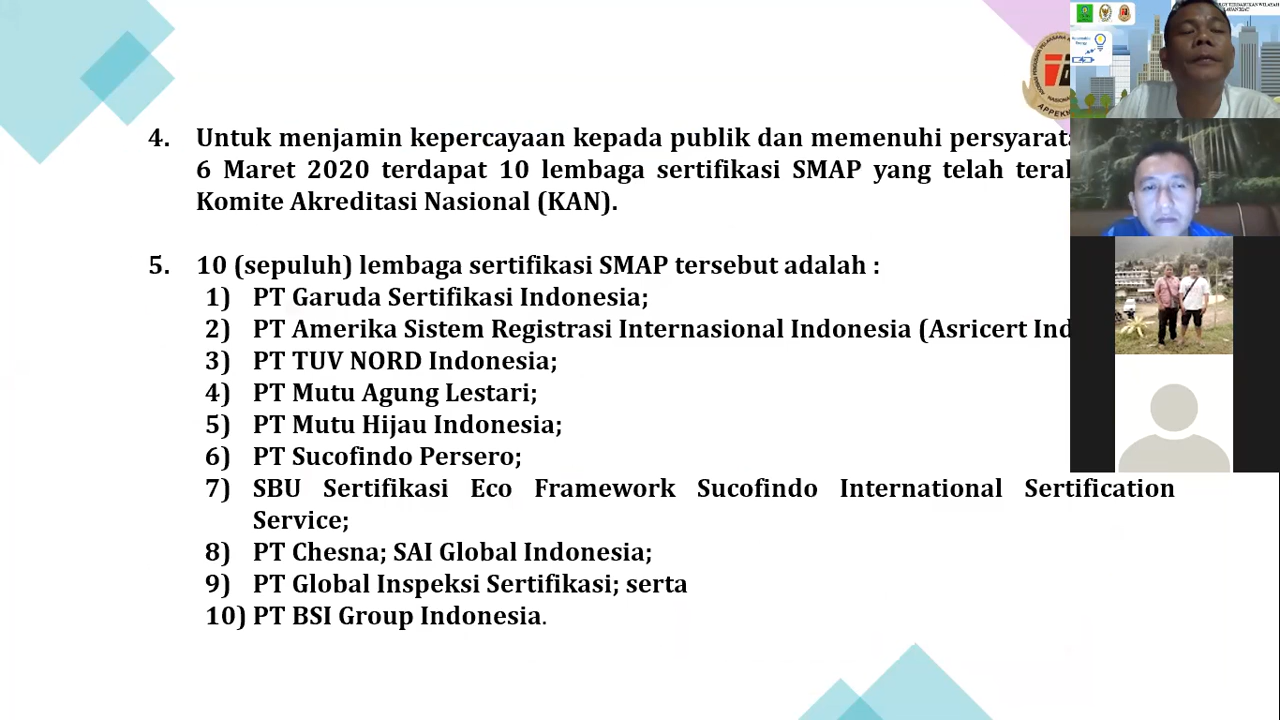 4. Untuk menjamin kepercayaan kepada publik dan memenuhi
6 Maret 2020 terdapat 10 lembaga sertifikasi SMAP yang telah
Komite Akreditasi Nasional (KAN).
5. 10 (sepuluh) lembaga sertifikasi SMAP tersebut adalah :
1) PT Garuda Sertifikasi Indonesia;
2) PT Amerika Sistem Registrasi Internasional Indonesia (Asricert
3) PT TUV NORD Indonesia;
4) PT Mutu Agung Lestari;
5) PT Mutu Hijau Indonesia;
6) PT Sucofindo Persero;
7) SBU Sertifikasi Eco Framework Sucofindo International Sertification
Service;
8) PT Chesna; SAI Global Indonesia;
9) PT Global Inspeksi Sertifikasi; serta
10) PT BSI Group Indonesia.